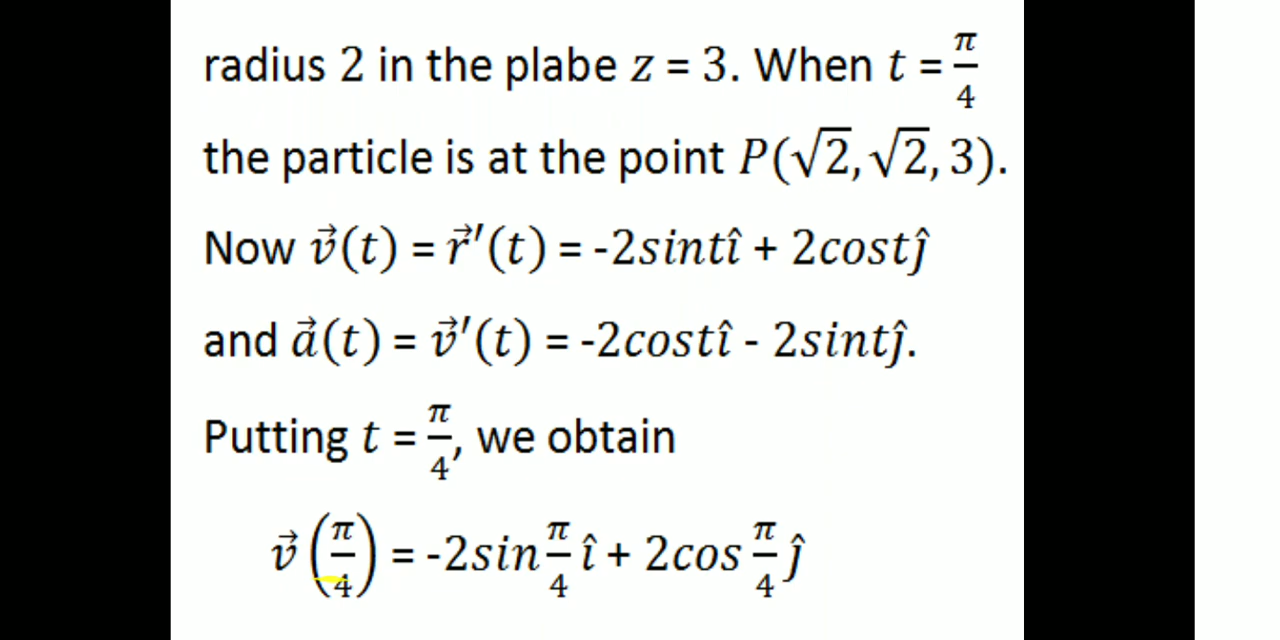 radius 2 in the plabe z = 3. When t = π/4
the particle is at the point P(√2, √2, 3).
Now v⃗(t) = r⃗′(t) = -2sintî + 2costĵ
and a⃗(t) = v⃗′(t) = -2costî - 2sintĵ.
Putting t = π/4, we obtain
v⃗(π/4) = -2sin π/4 î + 2cos π/4 ĵ